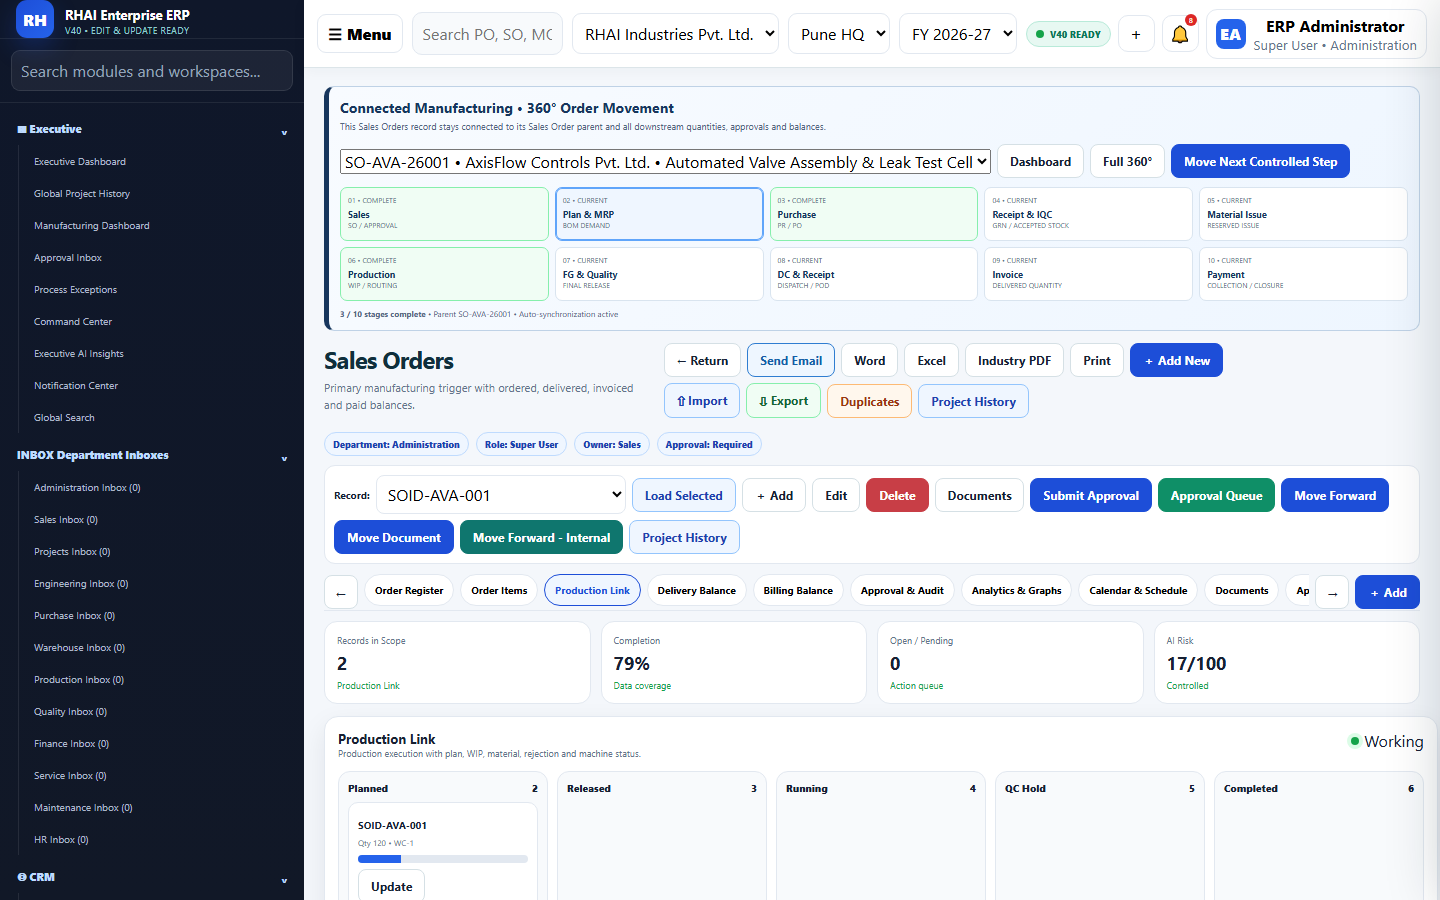 RH
RHAI Enterprise ERP
V40 • EDIT & UPDATE READY
Search modules and workspaces...
Executive
Executive Dashboard
Global Project History
Manufacturing Dashboard
Approval Inbox
Process Exceptions
Command Center
Executive AI Insights
Notification Center
Global Search
INBOX Department Inboxes
Administration Inbox (0)
Sales Inbox (0)
Projects Inbox (0)
Engineering Inbox (0)
Purchase Inbox (0)
Warehouse Inbox (0)
Production Inbox (0)
Quality Inbox (0)
Finance Inbox (0)
Service Inbox (0)
Maintenance Inbox (0)
HR Inbox (0)
CRM
☰ Menu
Search PO, SO, MO
RHAI Industries Pvt. Ltd.
Pune HQ
FY 2026-27
V40 READY
+
8
EA
ERP Administrator
Super User • Administration
Connected Manufacturing • 360° Order Movement
This Sales Orders record stays connected to its Sales Order parent and all downstream quantities, approvals and balances.
SO-AVA-26001 • AxisFlow Controls Pvt. Ltd. • Automated Valve Assembly & Leak Test Cell
Dashboard
Full 360°
Move Next Controlled Step
01 • COMPLETE
Sales
SO / APPROVAL
02 • CURRENT
Plan & MRP
BOM DEMAND
03 • COMPLETE
Purchase
PR / PO
04 • CURRENT
Receipt & IQC
GRN / ACCEPTED STOCK
05 • CURRENT
Material Issue
RESERVED ISSUE
06 • COMPLETE
Production
WIP / ROUTING
07 • CURRENT
FG & Quality
FINAL RELEASE
08 • CURRENT
DC & Receipt
DISPATCH / POD
09 • CURRENT
Invoice
DELIVERED QUANTITY
10 • CURRENT
Payment
COLLECTION / CLOSURE
3 / 10 stages complete • Parent SO-AVA-26001 • Auto-synchronization active
Sales Orders
Primary manufacturing trigger with ordered, delivered, invoiced
and paid balances.
← Return
Send Email
Word
Excel
Industry PDF
Print
+ Add New
⇧ Import
⇩ Export
Duplicates
Project History
Department: Administration
Role: Super User
Owner: Sales
Approval: Required
Record:
SOID-AVA-001
Load Selected
+ Add
Edit
Delete
Documents
Submit Approval
Approval Queue
Move Forward
Move Document
Move Forward - Internal
Project History
←
Order Register
Order Items
Production Link
Delivery Balance
Billing Balance
Approval & Audit
Analytics & Graphs
Calendar & Schedule
Documents
Ap
→
+ Add
Records in Scope
2
Production Link
Completion
79%
Data coverage
Open / Pending
0
Action queue
AI Risk
17/100
Controlled
Production Link
Production execution with plan, WIP, material, rejection and machine status.
Working
Planned 2
Released 3
Running 4
QC Hold 5
Completed 6
SOID-AVA-001
Qty 120 • WC-1
Update